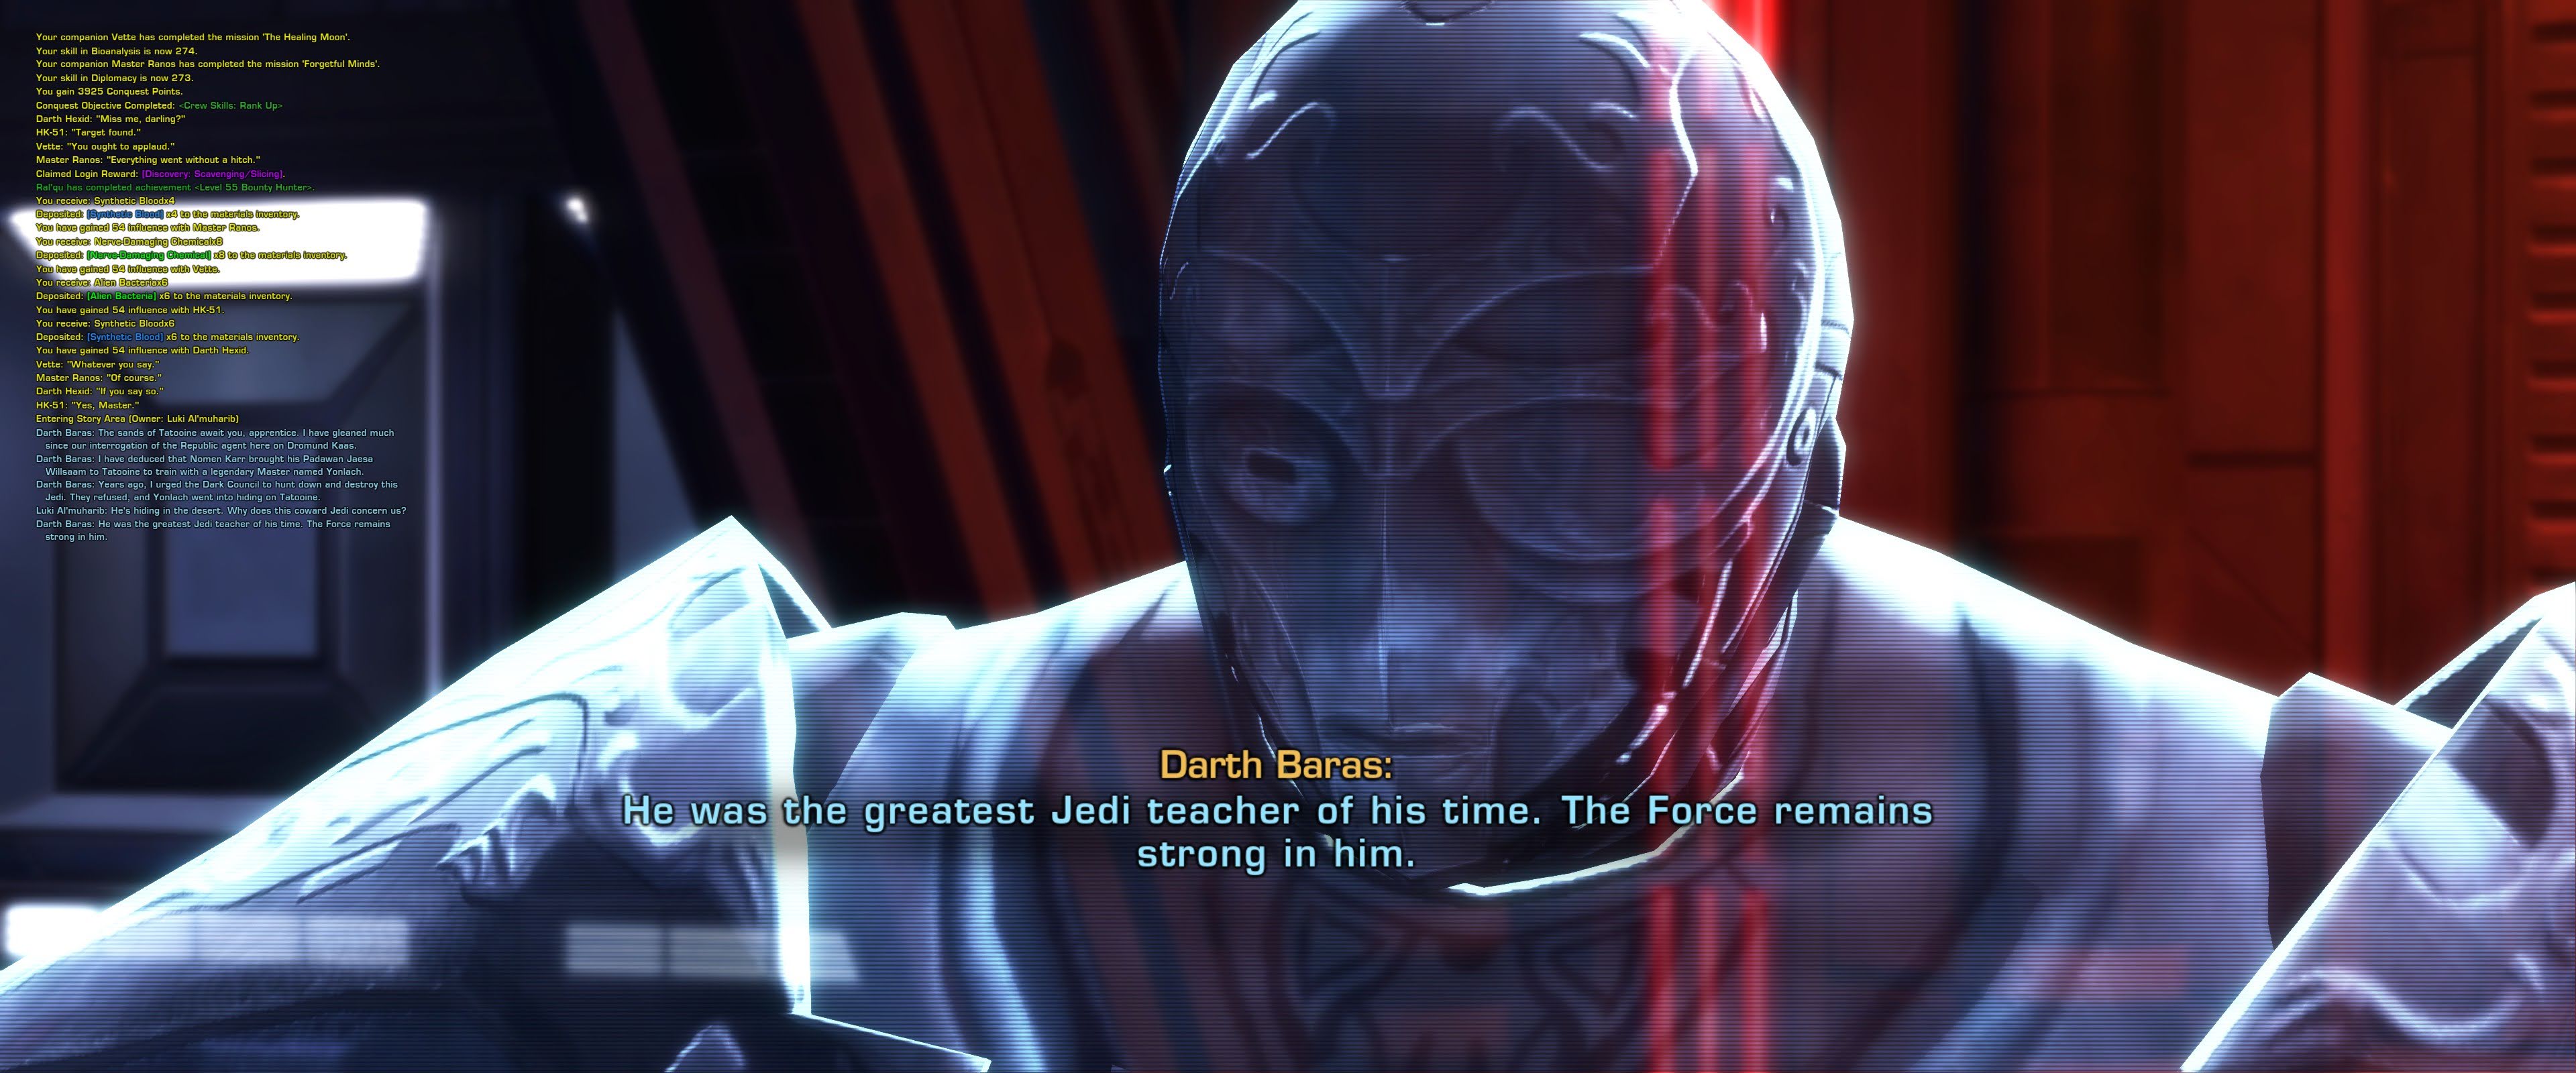 Your companion Vette has completed the mission 'The Healing Moon'.
Your skill in Bioanalysis is now 274.
Your companion Master Ranos has completed the mission 'Forgetful Minds'.
Your skill in Diplomacy is now 273.
You gain 3925 Conquest Points.
Conquest Objective Completed: <Crew Skills: Rank Up>
Darth Hexid: "Miss me, darling?"
HK-51: "Target found."
Vette: "You ought to applaud."
Master Ranos: "Everything went without a hitch."
Claimed Login Reward: [Discovery: Scavenging/Slicing].
Ral'qu has completed achievement <Level 55 Bounty Hunter>.
You receive: Synthetic Bloodx4
Deposited: [Synthetic Blood] x4 to the materials inventory.
You have gained 54 influence with Master Ranos.
You receive: Nerve-Damaging Chemicalx8
Deposited: [Nerve-Damaging Chemical] x8 to the materials inventory.
You have gained 54 influence with Vette.
You receive: Alien Bacteriax6
Deposited: [Alien Bacteria] x6 to the materials inventory.
You have gained 54 influence with HK-51.
You receive: Synthetic Bloodx6
Deposited: [Synthetic Blood] x6 to the materials inventory.
You have gained 54 influence with Darth Hexid.
Vette: "Whatever you say."
Master Ranos: "Of course."
Darth Hexid: "If you say so."
HK-51: "Yes, Master."
Entering Story Area (Owner: Luki Al'muharib)
Darth Baras: The sands of Tatooine await you, apprentice. I have gleaned much
since our interrogation of the Republic agent here on Dromund Kaas.
Darth Baras: I have deduced that Nomen Karr brought his Padawan Jaesa
Willsaam to Tatooine to train with a legendary Master named Yonlach.
Darth Baras: Years ago, I urged the Dark Council to hunt down and destroy this
Jedi. They refused, and Yonlach went into hiding on Tatooine.
Luki Al'muharib: He's hiding in the desert. Why does this coward Jedi concern us?
Darth Baras: He was the greatest Jedi teacher of his time. The Force remains
strong in him.
Darth Baras:
He was the greatest Jedi teacher of his time. The Force remains
strong in him.